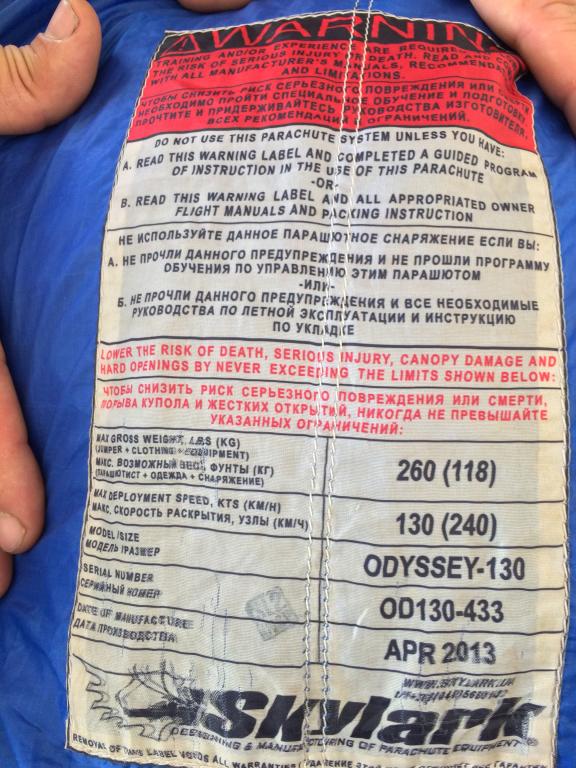 WARNING
TRAINING AND/OR EXPERIENCE ARE REQUIRED
THE RISK OF SERIOUS INJURY OR DEATH. READ AND
WITH ALL MANUFACTURER'S MANUALS, RECOMMENDA
AND LIMITATIONS.
ЧТОБЫ СНИЗИТЬ РИСК СЕРЬЕЗНОГО ПОВРЕЖДЕНИЯ ИЛИ
НЕОБХОДИМО ПРОЙТИ СПЕЦИАЛЬНОЕ ОБУЧЕНИЕ И ПОДГОТОВКУ
ПРОЧТИТЕ И ПРИДЕРЖИВАЙТЕСЬ РУКОВОДСТВА ИЗГОТОВИТЕЛЯ,
ВСЕХ РЕКОМЕНДАЦИЙ И ОГРАНИЧЕНИЙ.
DO NOT USE THIS PARACHUTE SYSTEM UNLESS YOU HAVE:
A. READ THIS WARNING LABEL AND COMPLETED A GUIDED PROGRAM
OF INSTRUCTION IN THE USE OF THIS PARACHUTE
-OR-
B. READ THIS WARNING LABEL AND ALL APPROPRIATED OWNER
FLIGHT MANUALS AND PACKING INSTRUCTION
НЕ ИСПОЛЬЗУЙТЕ ДАННОЕ ПАРАШЮТНОЕ СНАРЯЖЕНИЕ ЕСЛИ ВЫ:
А. НЕ ПРОЧЛИ ДАННОГО ПРЕДУПРЕЖДЕНИЯ И НЕ ПРОШЛИ ПРОГРАММУ
ОБУЧЕНИЯ ПО УПРАВЛЕНИЮ ЭТИМ ПАРАШЮТОМ
-ИЛИ-
Б. НЕ ПРОЧЛИ ДАННОГО ПРЕДУПРЕЖДЕНИЯ И ВСЕ НЕОБХОДИМЫЕ
РУКОВОДСТВА ПО ЛЕТНОЙ ЭКСПЛУАТАЦИИ И ИНСТРУКЦИЮ
ПО УКЛАДКЕ
LOWER THE RISK OF DEATH, SERIOUS INJURY, CANOPY DAMAGE AND
HARD OPENINGS BY NEVER EXCEEDING THE LIMITS SHOWN BELOW:
ЧТОБЫ СНИЗИТЬ РИСК СЕРЬЕЗНОГО ПОВРЕЖДЕНИЯ ИЛИ СМЕРТИ,
ПОРЫВА КУПОЛА И ЖЕСТКИХ ОТКРЫТИЙ, НИКОГДА НЕ ПРЕВЫШАЙТЕ
УКАЗАННЫХ ОГРАНИЧЕНИЙ:
MAX GROSS WEIGHT, LBS (KG)
(JUMPER + CLOTHING + EQUIPMENT)
МАКС. ВОЗМОЖНЫЙ ВЕС, ФУНТЫ (КГ)
(ПАРАШЮТИСТ + ОДЕЖДА + СНАРЯЖЕНИЕ)
260 (118)
MAX DEPLOYMENT SPEED, KTS (KM/H)
МАКС. СКОРОСТЬ РАСКРЫТИЯ, УЗЛЫ (КМ/Ч)
130 (240)
MODEL/SIZE
МОДЕЛЬ/РАЗМЕР
ODYSSEY-130
SERIAL NUMBER
СЕРИЙНЫЙ НОМЕР
OD130-433
DATE OF MANUFACTURE
ДАТА ПРОИЗВОДСТВА
APR 2013
WWW.SKYLARK.UA
Skylark
DESIGNING & MANUFACTURING OF PARACHUTE EQUIPMENT
REMOVAL OF THIS LABEL VOIDS ALL WARRANTIES